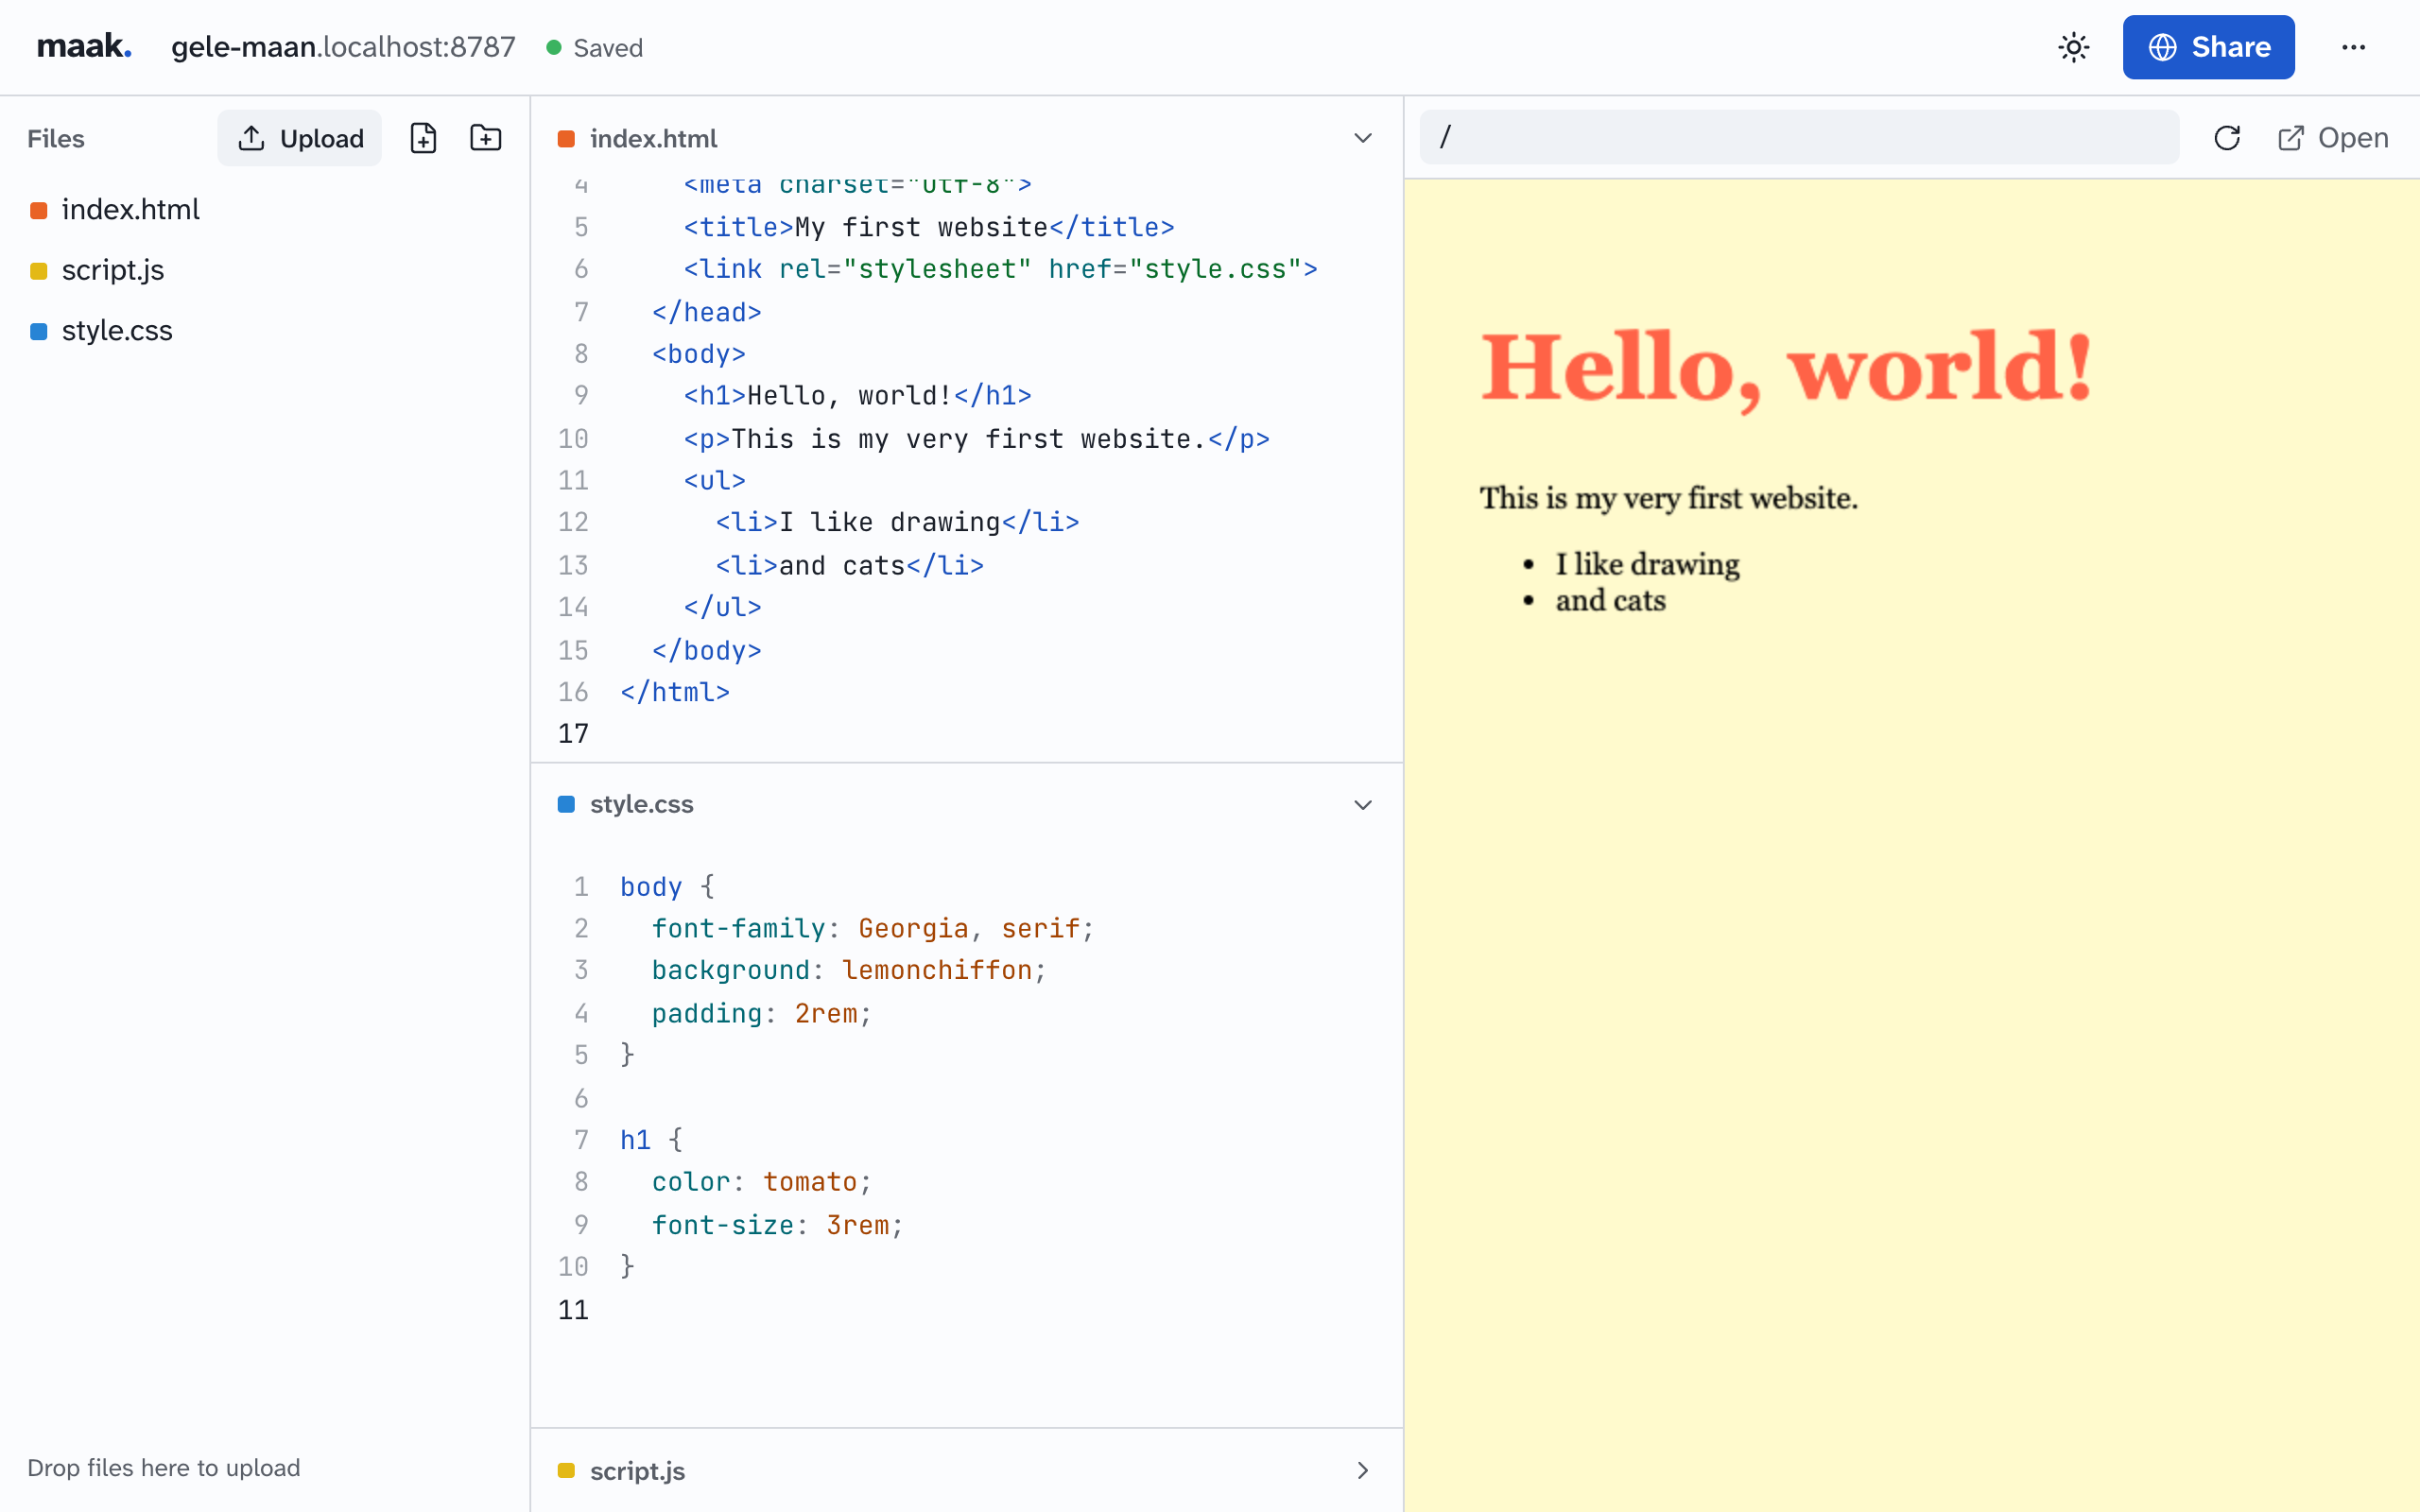 maak. gele-maan.localhost:8787 Saved Share
Files Upload
index.html
script.js
style.css
Drop files here to upload
index.html
4     <meta charset="utf-8">
5     <title>My first website</title>
6     <link rel="stylesheet" href="style.css">
7   </head>
8   <body>
9     <h1>Hello, world!</h1>
10     <p>This is my very first website.</p>
11     <ul>
12       <li>I like drawing</li>
13       <li>and cats</li>
14     </ul>
15   </body>
16 </html>
17
style.css
1 body {
2   font-family: Georgia, serif;
3   background: lemonchiffon;
4   padding: 2rem;
5 }
6
7 h1 {
8   color: tomato;
9   font-size: 3rem;
10 }
11
script.js
/ Open
Hello, world!
This is my very first website.
• I like drawing
• and cats